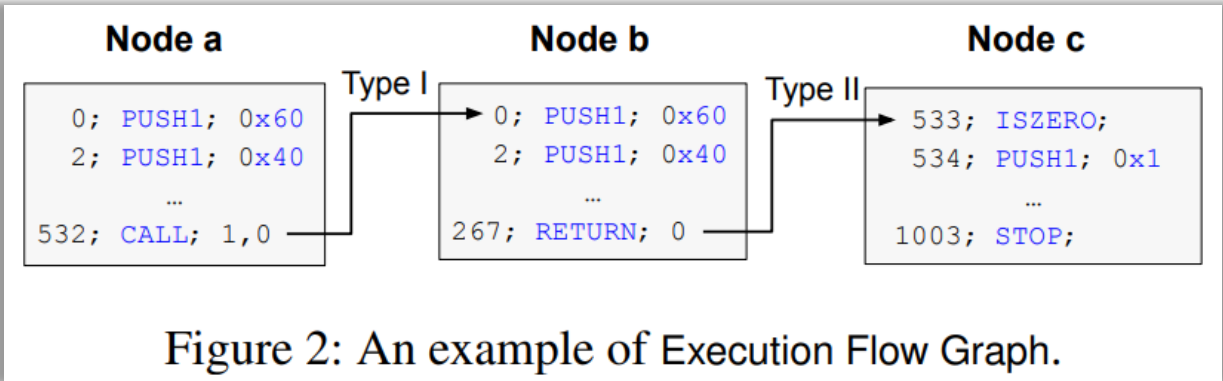 Node a
0; PUSH1; 0x60
2; PUSH1; 0x40
…
532; CALL; 1,0
Type I
Node b
0; PUSH1; 0x60
2; PUSH1; 0x40
…
267; RETURN; 0
Type II
Node c
533; ISZERO;
534; PUSH1; 0x1
…
1003; STOP;
Figure 2: An example of Execution Flow Graph.